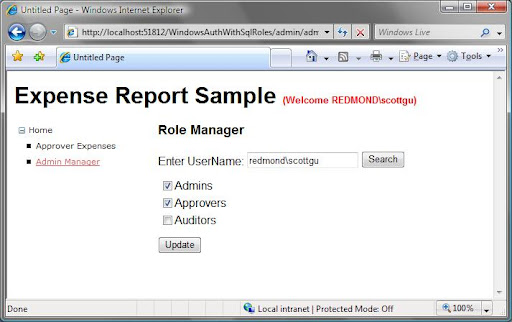 Untitled Page - Windows Internet Explorer
http://localhost:51812/WindowsAuthWithSqlRoles/admin/adm
Windows Live
Untitled Page
Page
Tools
Expense Report Sample (Welcome REDMOND\scottgu)
Home
Approver Expenses
Admin Manager
Role Manager
Enter UserName: redmond\scottgu Search
Admins
Approvers
Auditors
Update
Done
Local intranet | Protected Mode: Off
100%